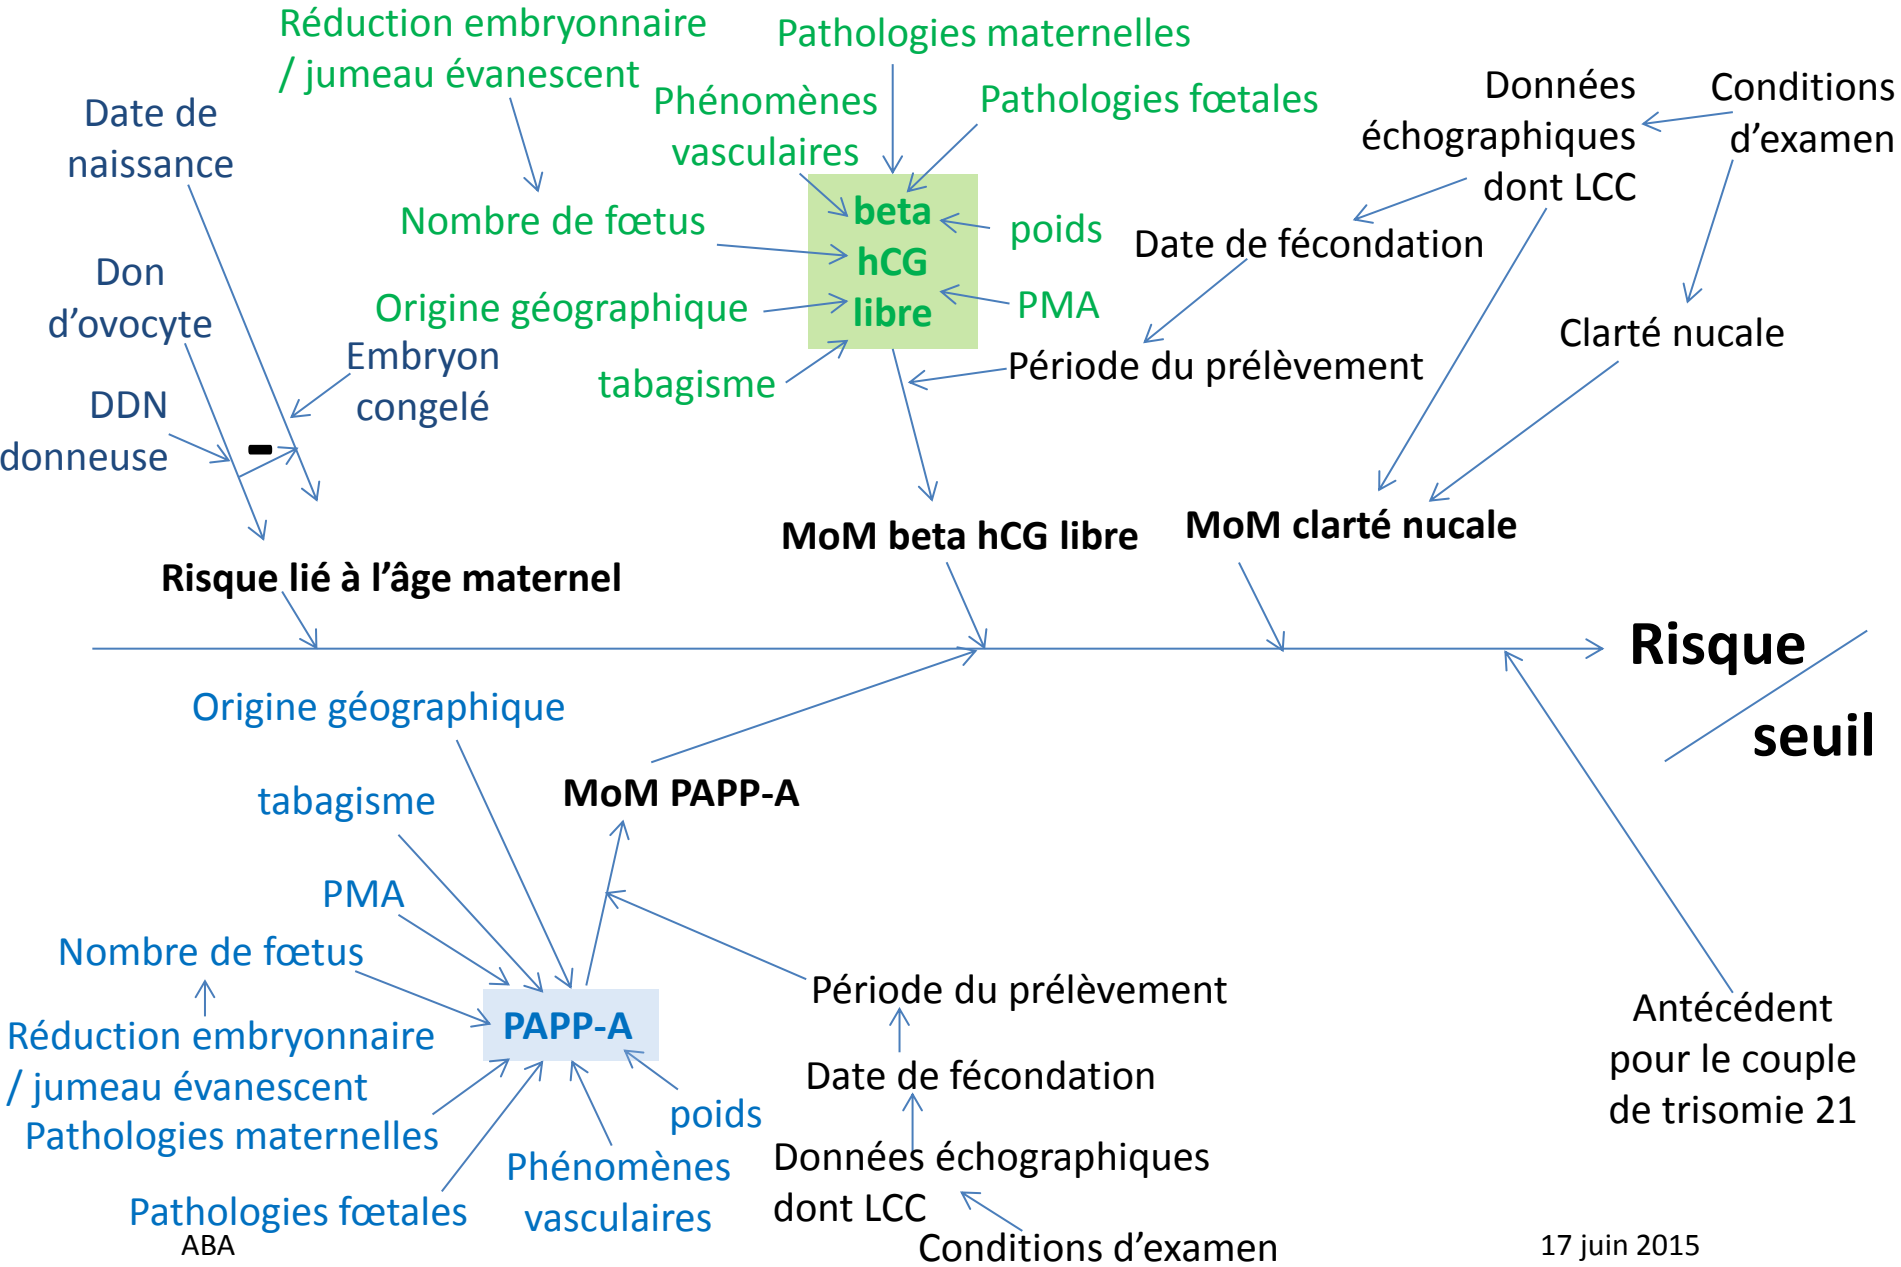 Réduction embryonnaire
/ jumeau évanescent
Pathologies maternelles
Phénomènes
vasculaires
Pathologies fœtales
Données
échographiques
dont LCC
Conditions
d’examen
Date de
naissance
Nombre de fœtus
beta
hCG
libre
poids
Date de fécondation
Don
d’ovocyte
Origine géographique
PMA
Clarté nucale
Embryon
congelé
tabagisme
Période du prélèvement
DDN
donneuse
-
MoM beta hCG libre
MoM clarté nucale
Risque lié à l’âge maternel
Risque
seuil
Origine géographique
MoM PAPP-A
tabagisme
PMA
Nombre de fœtus
Réduction embryonnaire
/ jumeau évanescent
PAPP-A
Pathologies maternelles
Pathologies fœtales
Phénomènes
vasculaires
poids
Période du prélèvement
Date de fécondation
Données échographiques
dont LCC
Conditions d’examen
Antécédent
pour le couple
de trisomie 21
ABA
17 juin 2015